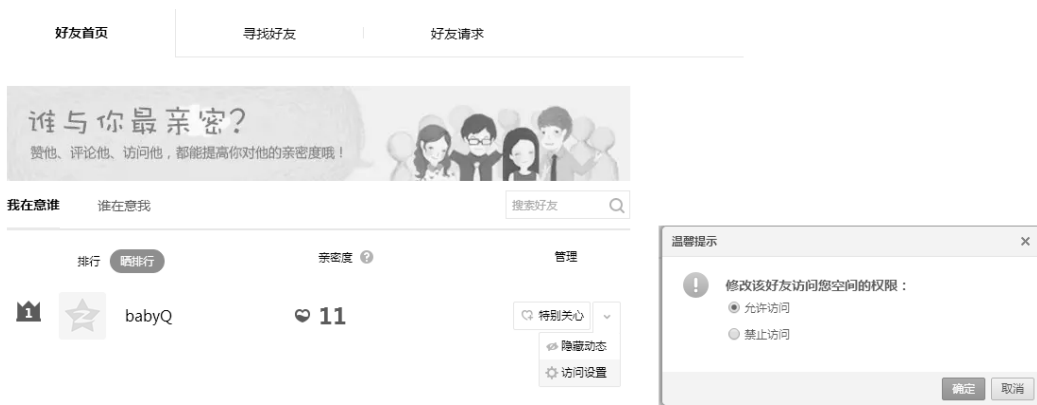 好友首页
寻找好友
好友请求
谁与你最亲密?
赞他、评论他、访问他，都能提高你对他的亲密度哦！
我在意谁
谁在意我
搜索好友
排行
晒排行
亲密度 ?
管理
1
babyQ
11
特别关心
隐藏动态
访问设置
温馨提示
修改该好友访问您空间的权限：
允许访问
禁止访问
确定
取消